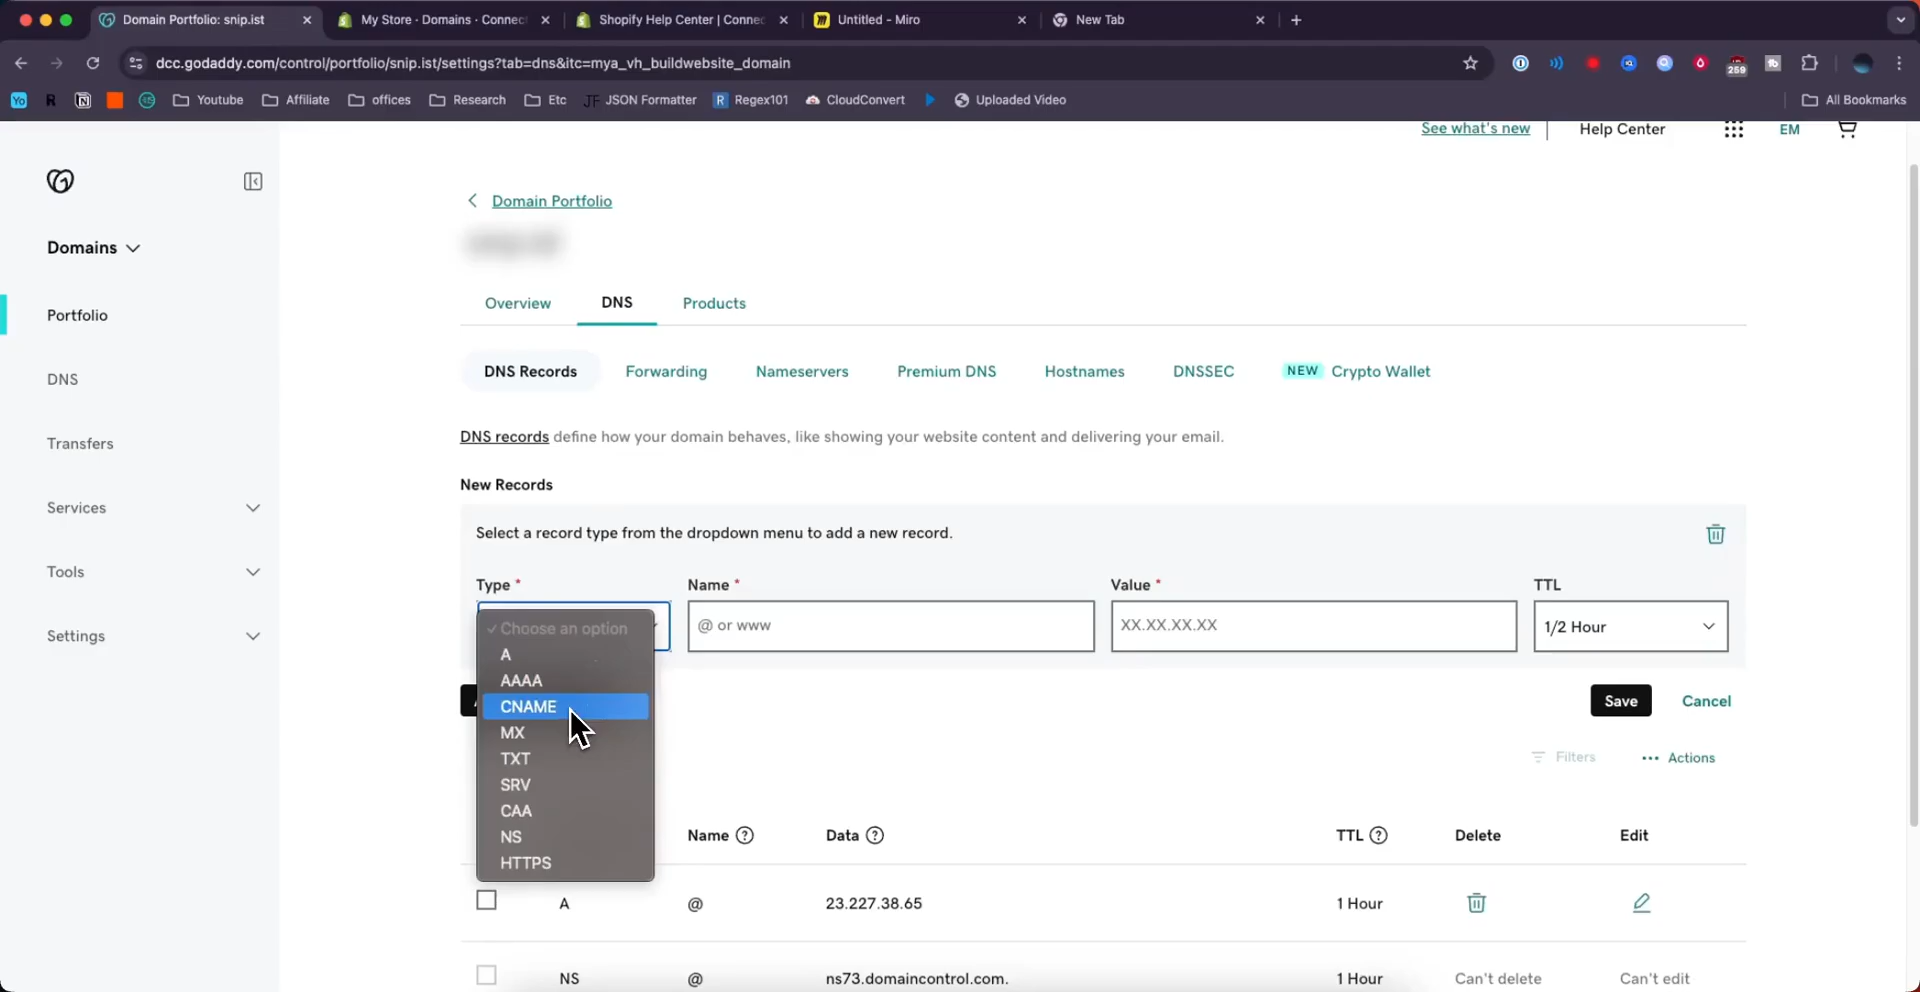 Domain Portfolio: snip.ist
My Store · Domains · Connect
Shopify Help Center | Connec
Untitled - Miro
New Tab
dcc.godaddy.com/control/portfolio/snip.ist/settings?tab=dns&itc=mya_vh_buildwebsite_domain
259
Yo
R
Youtube
Affiliate
offices
Research
Etc
JF JSON Formatter
R Regex101
CloudConvert
Uploaded Video
All Bookmarks
See what's new
Help Center
EM
Domain Portfolio
Domains
Portfolio
DNS
Transfers
Services
Tools
Settings
Overview
DNS
Products
DNS Records
Forwarding
Nameservers
Premium DNS
Hostnames
DNSSEC
NEW Crypto Wallet
DNS records define how your domain behaves, like showing your website content and delivering your email.
New Records
Select a record type from the dropdown menu to add a new record.
Type *
Name *
Value *
TTL
Choose an option
@ or www
XX.XX.XX.XX
1/2 Hour
A
AAAA
CNAME
MX
TXT
SRV
CAA
NS
HTTPS
Save
Cancel
Filters
Actions
Name
Data
TTL
Delete
Edit
A @ 23.227.38.65 1 Hour
NS @ ns73.domaincontrol.com. 1 Hour Can't delete Can't edit